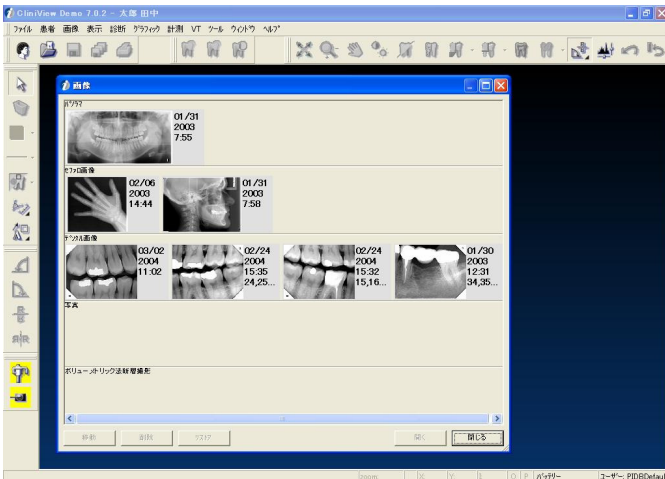 CliniView Demo 7.0.2 - 太郎 田中
ファイル 患者 画像 表示 診断 グラフィック 計測 VT ツール ウィンドウ ヘルプ
画像
パノラマ
01/31
2003
7:55
セファロ画像
02/06
2003
14:44
01/31
2003
7:58
デンタル画像
03/02
2004
11:02
02/24
2004
15:35
24,25...
02/24
2004
15:32
15,16...
01/30
2003
12:31
34,35...
写真
ボリューメトリック法断層撮影
移動 削除 リストア 開く 閉じる
Zoom: X: Y: L: O P バッテリー ユーザー: PIDBDefaul